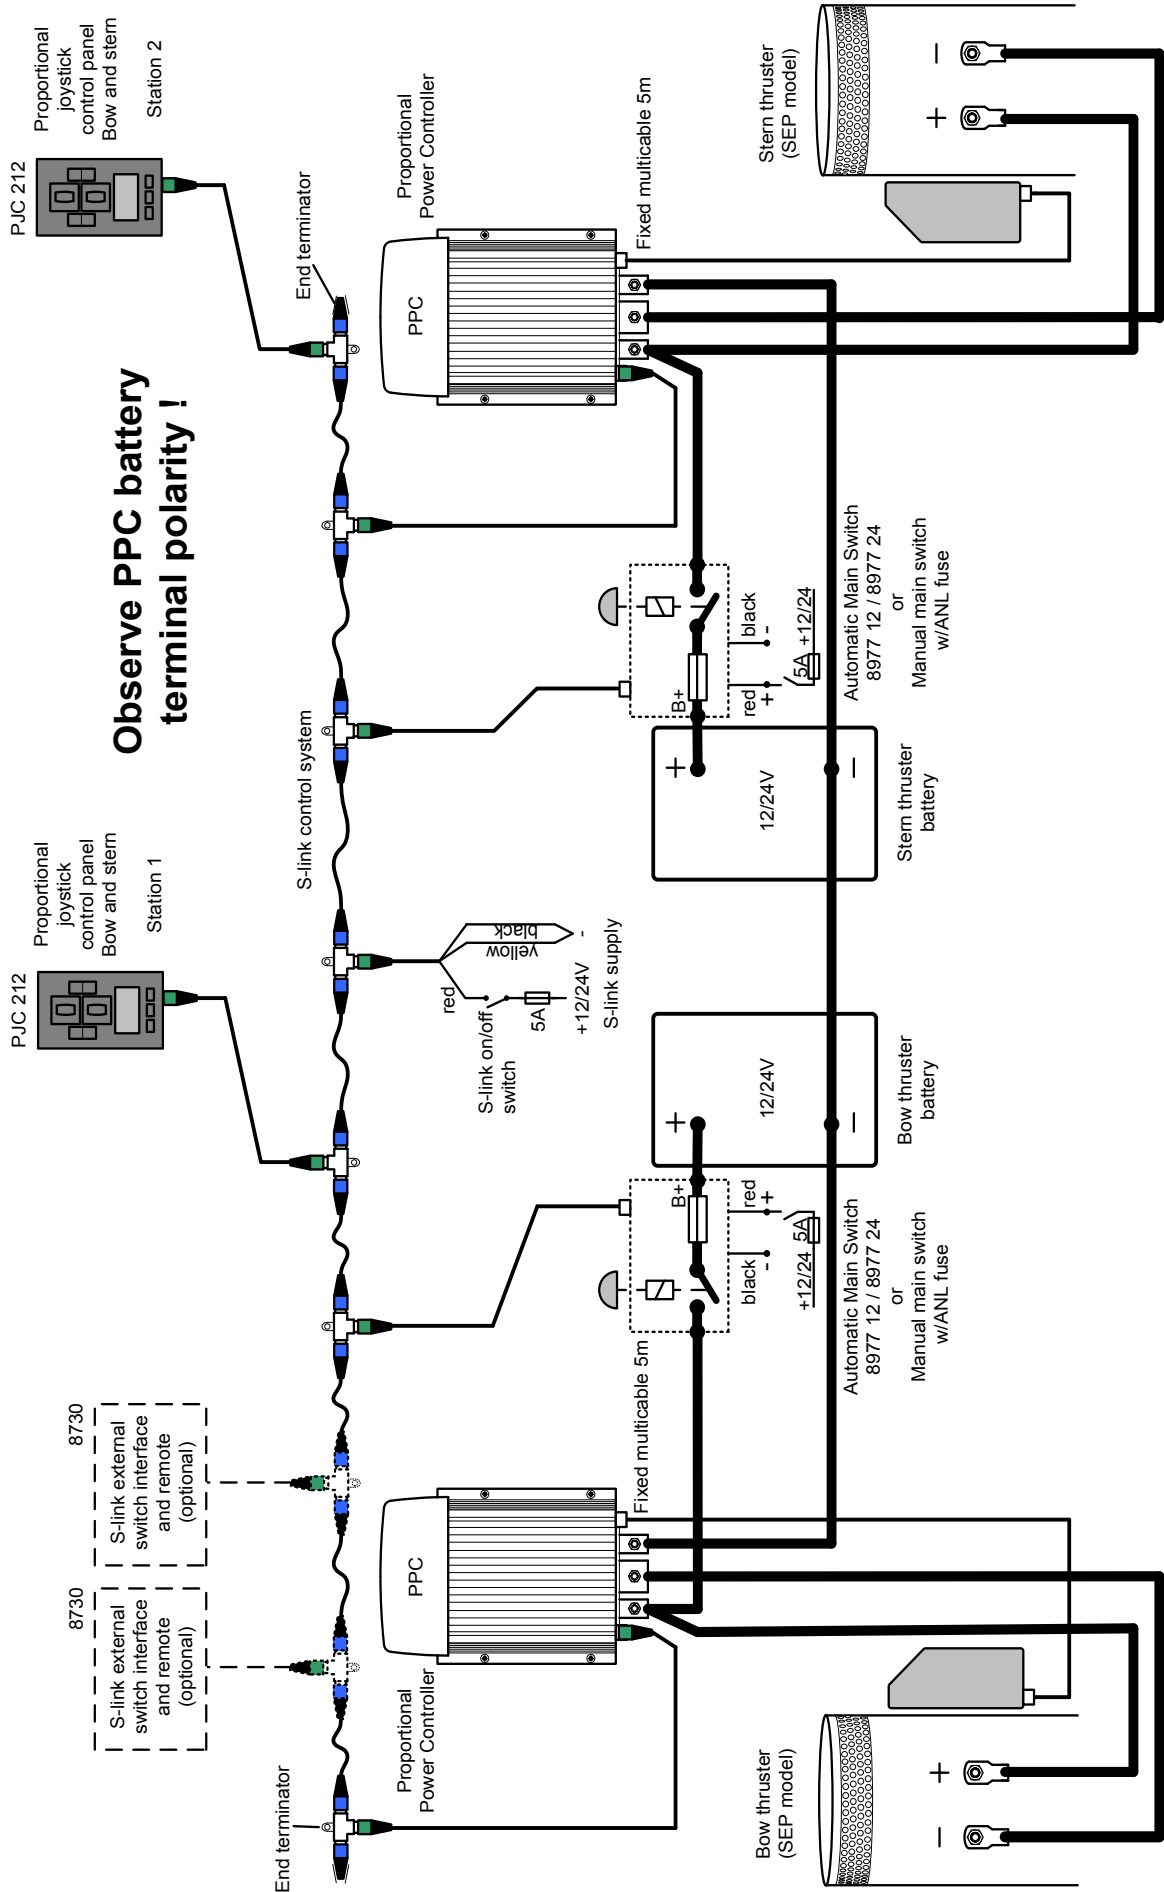 PJC 212
Proportional
joystick
control panel
Bow and stern
Station 1
PJC 212
Proportional
joystick
control panel
Bow and stern
Station 2
Observe PPC battery
terminal polarity !
8730
S-link external
switch interface
and remote
(optional)
8730
S-link external
switch interface
and remote
(optional)
End terminator
S-link control system
End terminator
Proportional
Power Controller
PPC
Fixed multicable 5m
red
yellow
black
S-link on/off
switch
5A
+12/24V
-
S-link supply
Proportional
Power Controller
PPC
Fixed multicable 5m
B+
black
-
red
+
+12/24
5A
Automatic Main Switch
8977 12 / 8977 24
or
Manual main switch
w/ANL fuse
+
12/24V
-
Bow thruster
battery
+
12/24V
-
Stern thruster
battery
B+
red
+
black
-
5A
+12/24
Automatic Main Switch
8977 12 / 8977 24
or
Manual main switch
w/ANL fuse
Bow thruster
(SEP model)
-
+
Stern thruster
(SEP model)
+
-